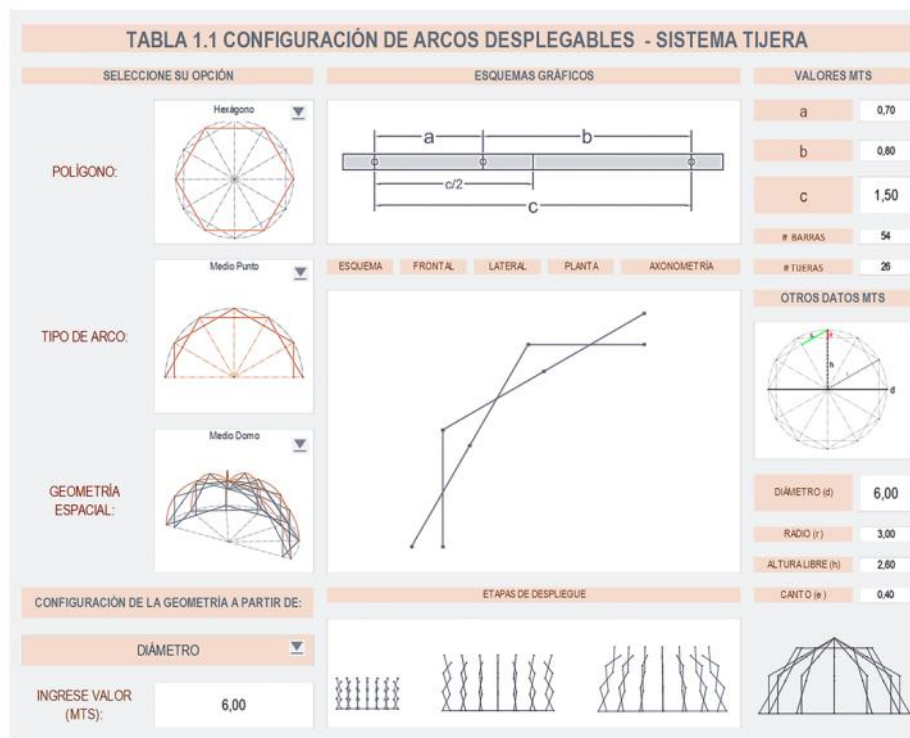 TABLA 1.1 CONFIGURACIÓN DE ARCOS DESPLEGABLES - SISTEMA TIJERA
SELECCIONE SU OPCIÓN
POLÍGONO:
Hexágono
TIPO DE ARCO:
Medio Punto
GEOMETRÍA
ESPACIAL:
Medio Domo
CONFIGURACIÓN DE LA GEOMETRÍA A PARTIR DE:
DIÁMETRO
INGRESE VALOR
(MTS):
6,00
ESQUEMAS GRÁFICOS
a
b
c/2
c
ESQUEMA
FRONTAL
LATERAL
PLANTA
AXONOMETRÍA
ETAPAS DE DESPLIEGUE
VALORES MTS
a 0,70
b 0,80
c 1,50
# BARRAS 54
# TIJERAS 26
OTROS DATOS MTS
h
d
DIÁMETRO (d) 6,00
RADIO (r) 3,00
ALTURA LIBRE (h) 2,60
CANTO (e) 0,40